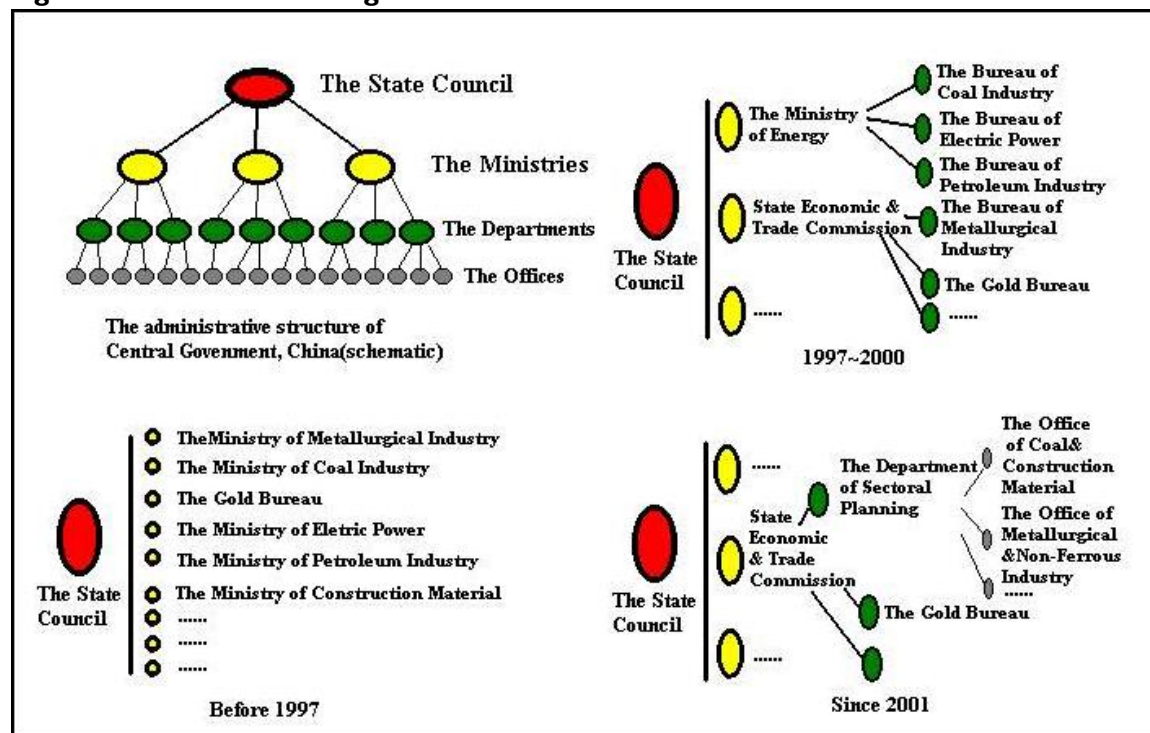 The State Council
The Ministries
The Departments
The Offices
The administrative structure of
Central Govenment, China(schematic)
The Bureau of
Coal Industry
The Ministry
of Energy
The Bureau of
Electric Power
The Bureau of
Petroleum Industry
State Economic &
Trade Commission
The Bureau of
Metallurgical
Industry
The State
Council
The Gold Bureau
......
......
1997~2000
TheMinistry of Metallurgical Industry
The Ministry of Coal Industry
The Gold Bureau
The Ministry of Eletric Power
The Ministry of Petroleum Industry
The Ministry of Construction Material
The State
Council
......
......
......
Before 1997
......
The Department
of Sectoral
Planning
The Office
of Coal&
Construction
Material
State
Economic
& Trade
Commission
The Office of
Metallurgical
&Non-Ferrous
Industry
......
The State
Council
The Gold Bureau
......
Since 2001